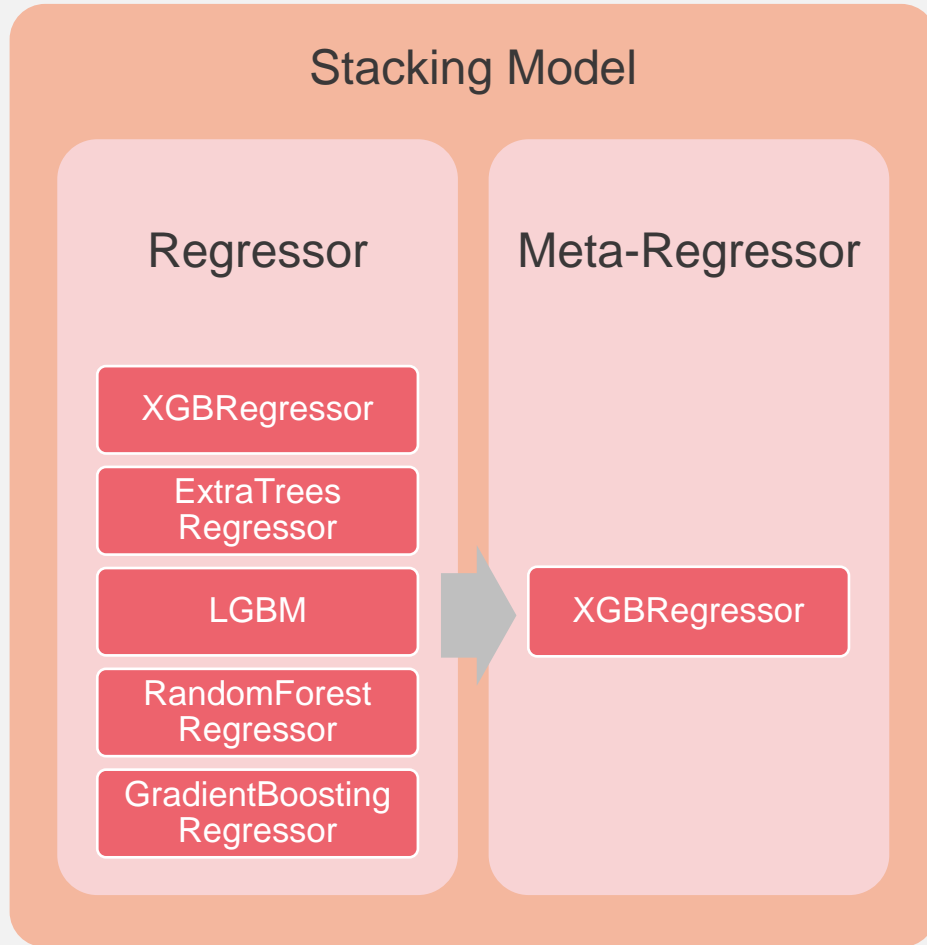 Stacking Model
Regressor
XGBRegressor
ExtraTrees
Regressor
LGBM
RandomForest
Regressor
GradientBoosting
Regressor
Meta-Regressor
XGBRegressor